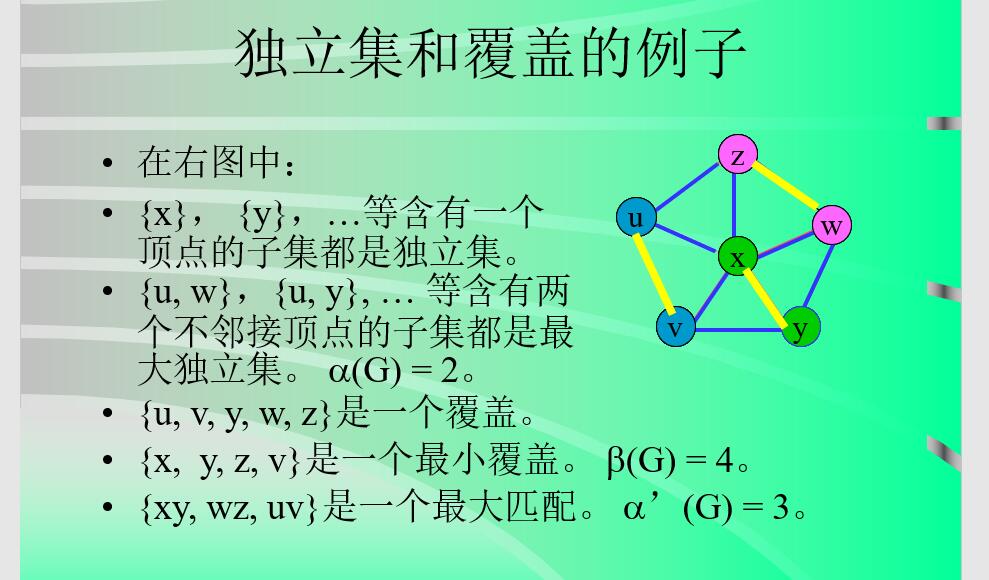 独立集和覆盖的例子
• 在右图中：
• {x}， {y}，…等含有一个
顶点的子集都是独立集。
• {u, w}，{u, y}, … 等含有两
个不邻接顶点的子集都是最
大独立集。 α(G) = 2。
• {u, v, y, w, z}是一个覆盖。
• {x, y, z, v}是一个最小覆盖。 β(G) = 4。
• {xy, wz, uv}是一个最大匹配。 α’(G) = 3。
z
u
w
x
v
y